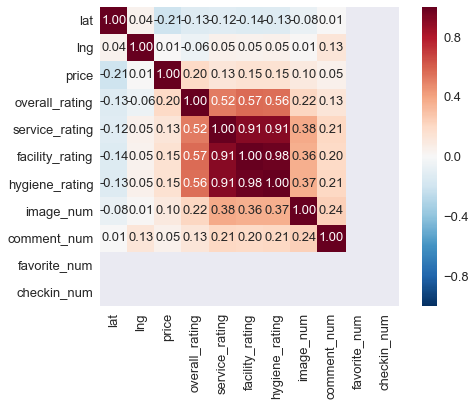 lat 1.00 0.04 -0.21 -0.13 -0.12 -0.14 -0.13 -0.08 0.01
lng 0.04 1.00 0.01 -0.06 0.05 0.05 0.05 0.01 0.13
price -0.21 0.01 1.00 0.20 0.13 0.15 0.15 0.10 0.05
overall_rating -0.13 -0.06 0.20 1.00 0.52 0.57 0.56 0.22 0.13
service_rating -0.12 0.05 0.13 0.52 1.00 0.91 0.91 0.38 0.21
facility_rating -0.14 0.05 0.15 0.57 0.91 1.00 0.98 0.36 0.20
hygiene_rating -0.13 0.05 0.15 0.56 0.91 0.98 1.00 0.37 0.21
image_num -0.08 0.01 0.10 0.22 0.38 0.36 0.37 1.00 0.24
comment_num 0.01 0.13 0.05 0.13 0.21 0.20 0.21 0.24 1.00
favorite_num
checkin_num
lat
lng
price
overall_rating
service_rating
facility_rating
hygiene_rating
image_num
comment_num
favorite_num
checkin_num
0.8
0.4
0.0
−0.4
−0.8